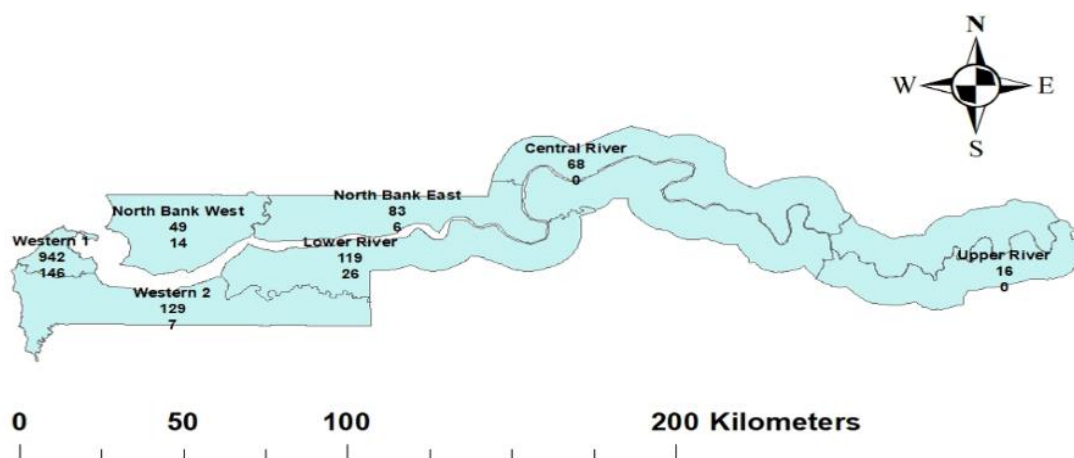 N
W E
S
Central River
68
0
North Bank East
83
6
North Bank West
49
14
Lower River
119
26
Western 1
942
146
Upper River
16
0
Western 2
129
7
0 50 100 200 Kilometers